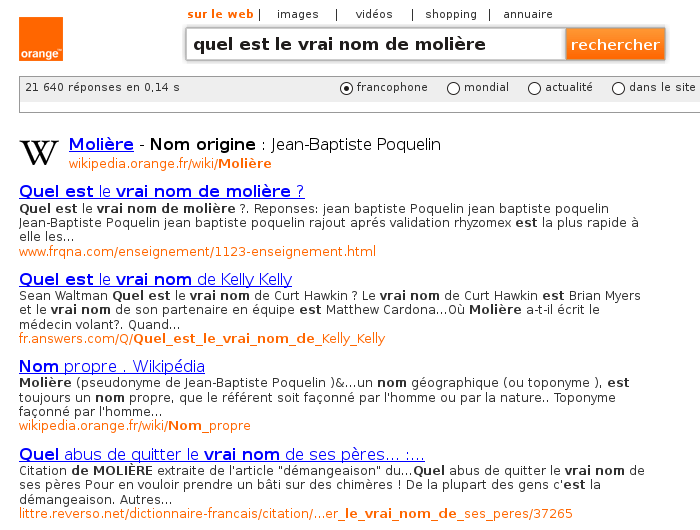 sur le web | images | vidéos | shopping | annuaire
orange™
quel est le vrai nom de molière rechercher
21 640 réponses en 0,14 s francophone mondial actualité dans le site
W Molière - Nom origine : Jean-Baptiste Poquelin
wikipedia.orange.fr/wiki/Molière
Quel est le vrai nom de molière ?
Quel est le vrai nom de molière ?. Reponses: jean baptiste Poquelin jean baptiste poquelin
Jean-Baptiste Poquelin jean baptiste poquelin rajout aprés validation rhyzomex est la plus rapide à
elle les...
www.frqna.com/enseignement/1123-enseignement.html
Quel est le vrai nom de Kelly Kelly
Sean Waltman Quel est le vrai nom de Curt Hawkin ? Le vrai nom de Curt Hawkin est Brian Myers
et le vrai nom de son partenaire en équipe est Matthew Cardona...Où Molière a-t-il écrit le
médecin volant?. Quand...
fr.answers.com/Q/Quel_est_le_vrai_nom_de_Kelly_Kelly
Nom propre . Wikipédia
Molière (pseudonyme de Jean-Baptiste Poquelin )&...un nom géographique (ou toponyme ), est
toujours un nom propre, que le référent soit façonné par l'homme ou par la nature.. Toponyme
façonné par l'homme...
wikipedia.orange.fr/wiki/Nom_propre
Quel abus de quitter le vrai nom de ses pères... :...
Citation de MOLIÈRE extraite de l'article "démangeaison" du...Quel abus de quitter le vrai nom de
ses pères Pour en vouloir prendre un bâti sur des chimères ! De la plupart des gens c'est la
démangeaison. Autres...
littre.reverso.net/dictionnaire-francais/citation/...er_le_vrai_nom_de_ses_peres/37265